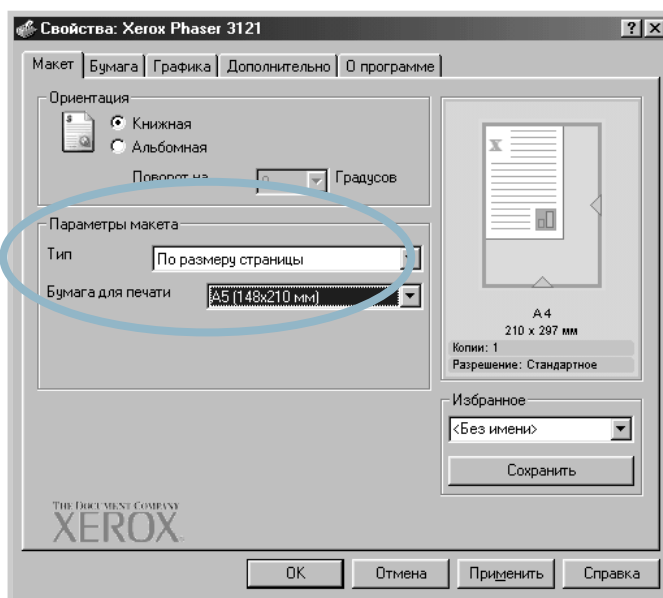 Свойства: Xerox Phaser 3121
Макет Бумага Графика Дополнительно О программе
Ориентация
Книжная
Альбомная
Поворот на 0 Градусов
Параметры макета
Тип По размеру страницы
Бумага для печати A5 (148x210 мм)
A4
210 x 297 мм
Копии: 1
Разрешение: Стандартное
Избранное
<Без имени>
Сохранить
THE DOCUMENT COMPANY
XEROX
OK Отмена Применить Справка